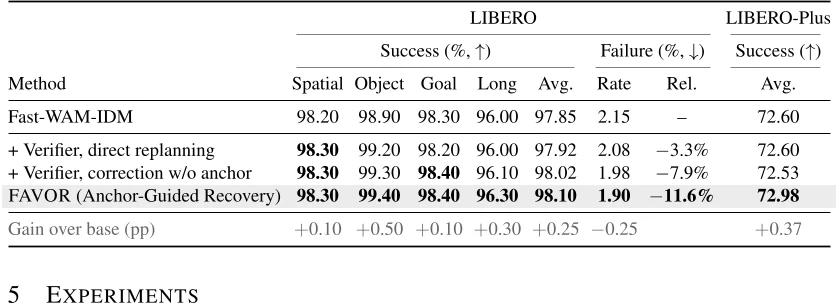 LIBERO LIBERO-Plus
Success (%, ↑) Failure (%, ↓) Success (↑)
Method Spatial Object Goal Long Avg. Rate Rel. Avg.
Fast-WAM-IDM 98.20 98.90 98.30 96.00 97.85 2.15 – 72.60
+ Verifier, direct replanning 98.30 99.20 98.20 96.00 97.92 2.08 −3.3% 72.60
+ Verifier, correction w/o anchor 98.30 99.30 98.40 96.10 98.02 1.98 −7.9% 72.53
FAVOR (Anchor-Guided Recovery) 98.30 99.40 98.40 96.30 98.10 1.90 −11.6% 72.98
Gain over base (pp) +0.10 +0.50 +0.10 +0.30 +0.25 −0.25 +0.37
5 EXPERIMENTS